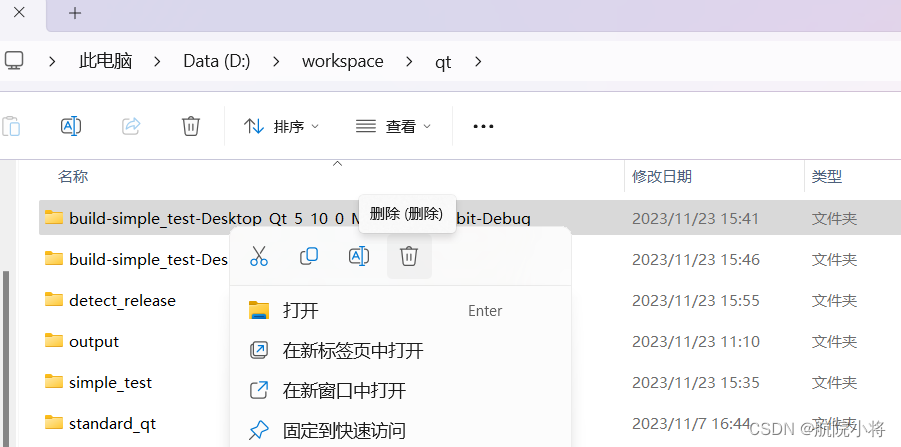 此电脑 Data (D:) workspace qt
排序 查看
名称 修改日期 类型
build-simple_test-Desktop_Qt_5_10_0_M bit-Debug 2023/11/23 15:41 文件夹
删除 (删除)
build-simple_test-Des 2023/11/23 15:46 文件夹
detect_release 2023/11/23 15:55 文件夹
打开 Enter
output 2023/11/23 11:10 文件夹
在新标签页中打开
simple_test 2023/11/23 15:35 文件夹
在新窗口中打开
standard_qt 2023/11/7 16:44 文件夹
固定到快速访问
CSDN @航悦小将